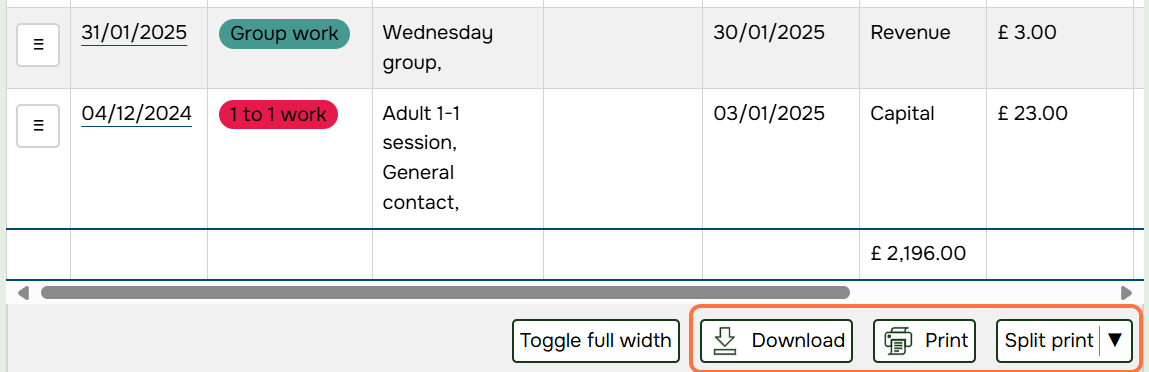 31/01/2025 Group work Wednesday 30/01/2025 Revenue £ 3.00
group,
04/12/2024 1 to 1 work Adult 1-1 03/01/2025 Capital £ 23.00
session,
General
contact,
£ 2,196.00
Toggle full width Download Print Split print